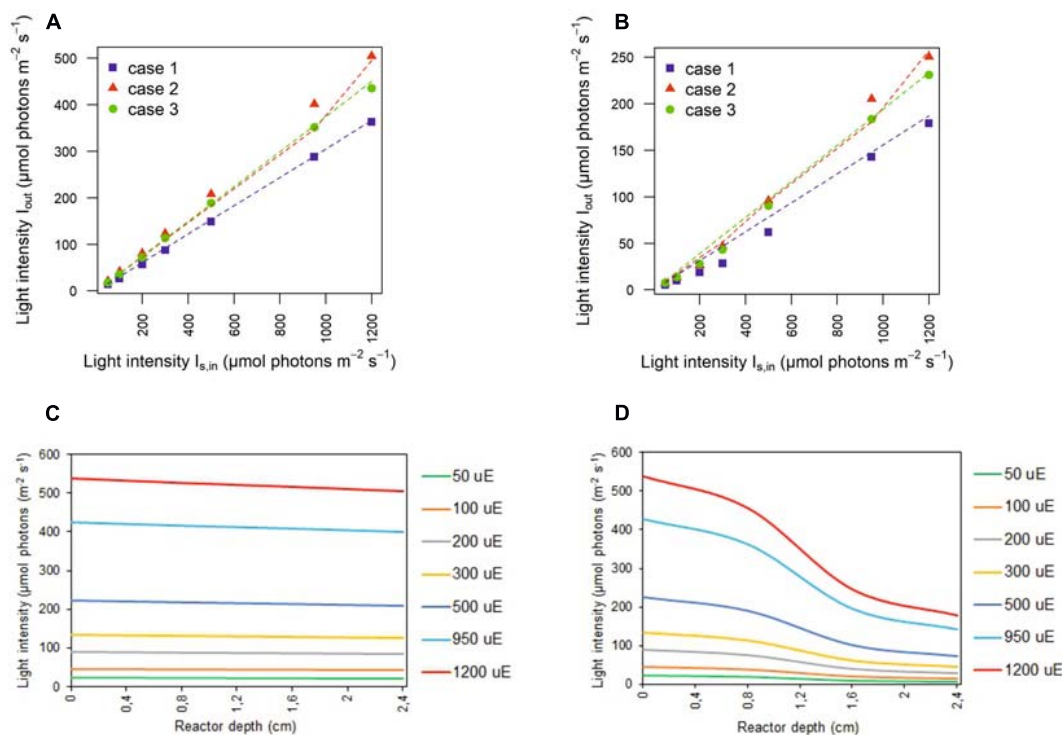 A
Light intensity Iout (µmol photons m−2 s−1)
500
400
300
200
100
0
case 1
case 2
case 3
200
400
600
800
1000
1200
Light intensity Is,in (µmol photons m−2 s−1)
B
Light intensity Iout (µmol photons m−2 s−1)
250
200
150
100
50
0
case 1
case 2
case 3
200
400
600
800
1000
1200
Light intensity Is,in (µmol photons m−2 s−1)
C
Light intensity (µmol photons (m−2 s−1)
600
500
400
300
200
100
0
0
0,4
0,8
1,2
1,6
2
2,4
Reactor depth (cm)
50 uE
100 uE
200 uE
300 uE
500 uE
950 uE
1200 uE
D
Light intensity (µmol photons (m−2 s−1)
600
500
400
300
200
100
0
0
0,4
0,8
1,2
1,6
2
2,4
Reactor depth (cm)
50 uE
100 uE
200 uE
300 uE
500 uE
950 uE
1200 uE